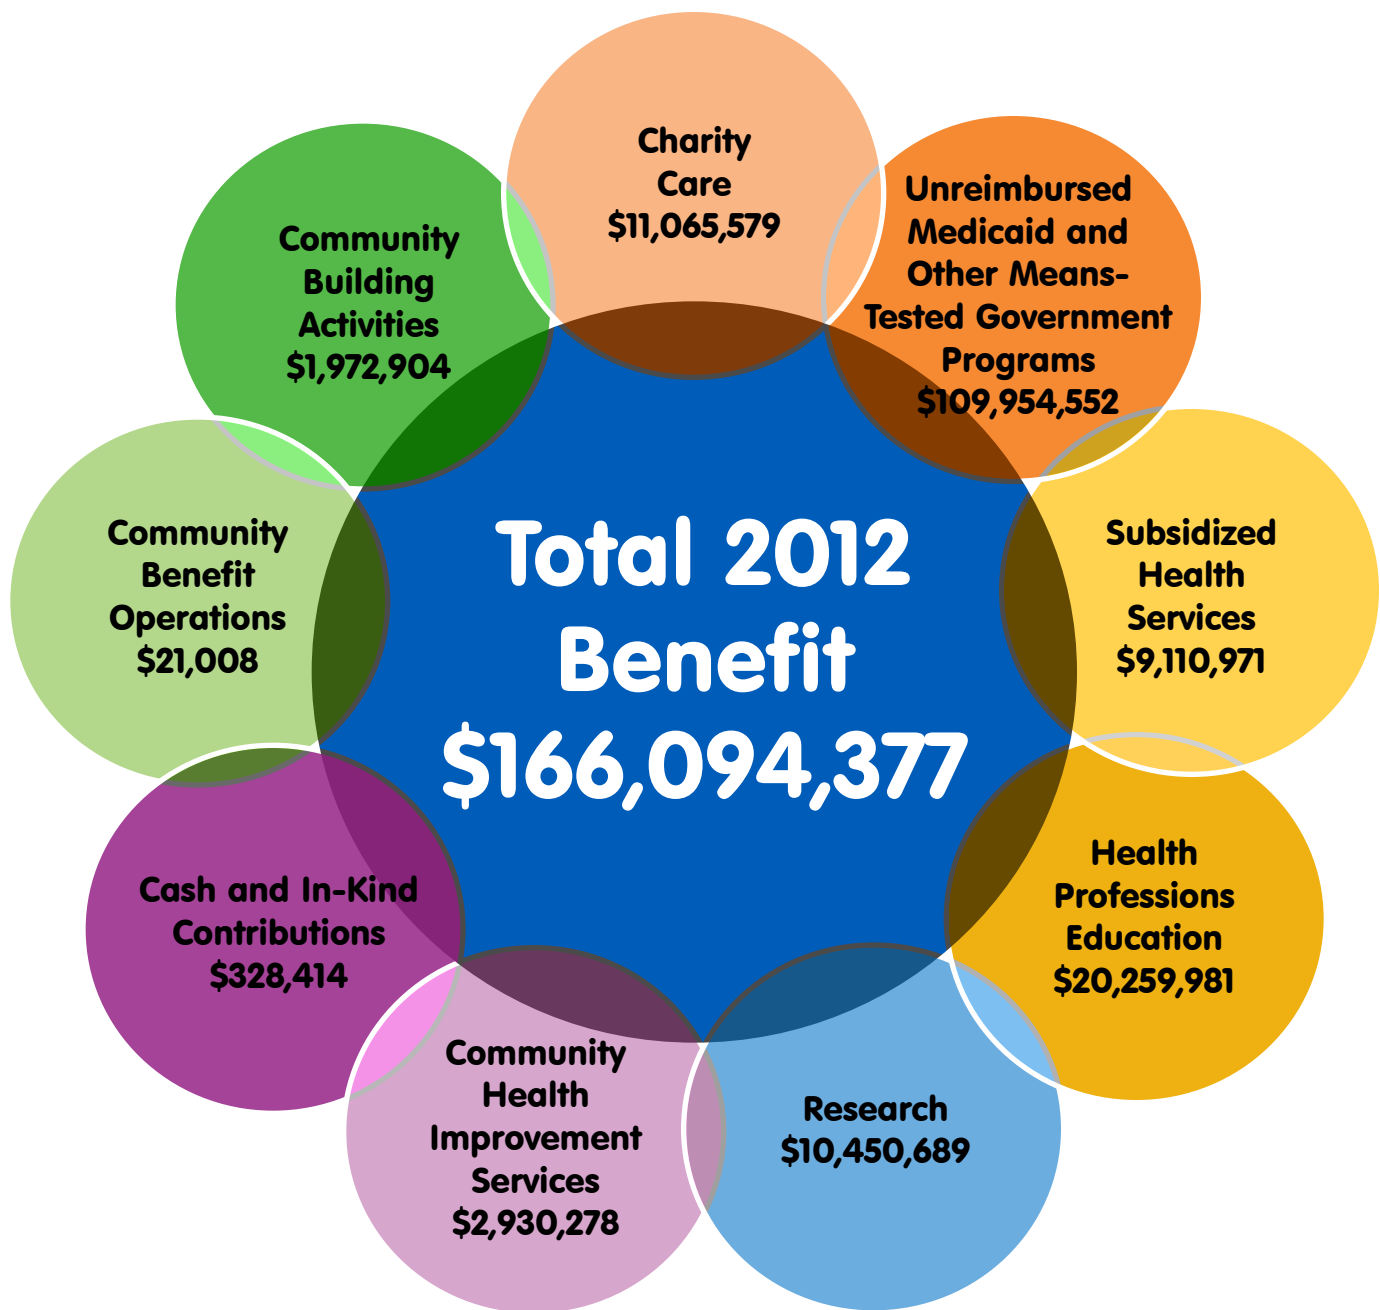 Charity
Care
$11,065,579
Unreimbursed
Medicaid and
Other Means-
Tested Government
Programs
$109,954,552
Subsidized
Health
Services
$9,110,971
Health
Professions
Education
$20,259,981
Research
$10,450,689
Community
Health
Improvement
Services
$2,930,278
Cash and In-Kind
Contributions
$328,414
Community
Benefit
Operations
$21,008
Community
Building
Activities
$1,972,904
Total 2012
Benefit
$166,094,377